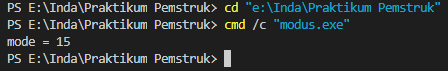 PS E:\Inda\Praktikum Pemstruk> cd "e:\Inda\Praktikum Pemstruk"
PS E:\Inda\Praktikum Pemstruk> cmd /c "modus.exe"
mode = 15
PS E:\Inda\Praktikum Pemstruk>